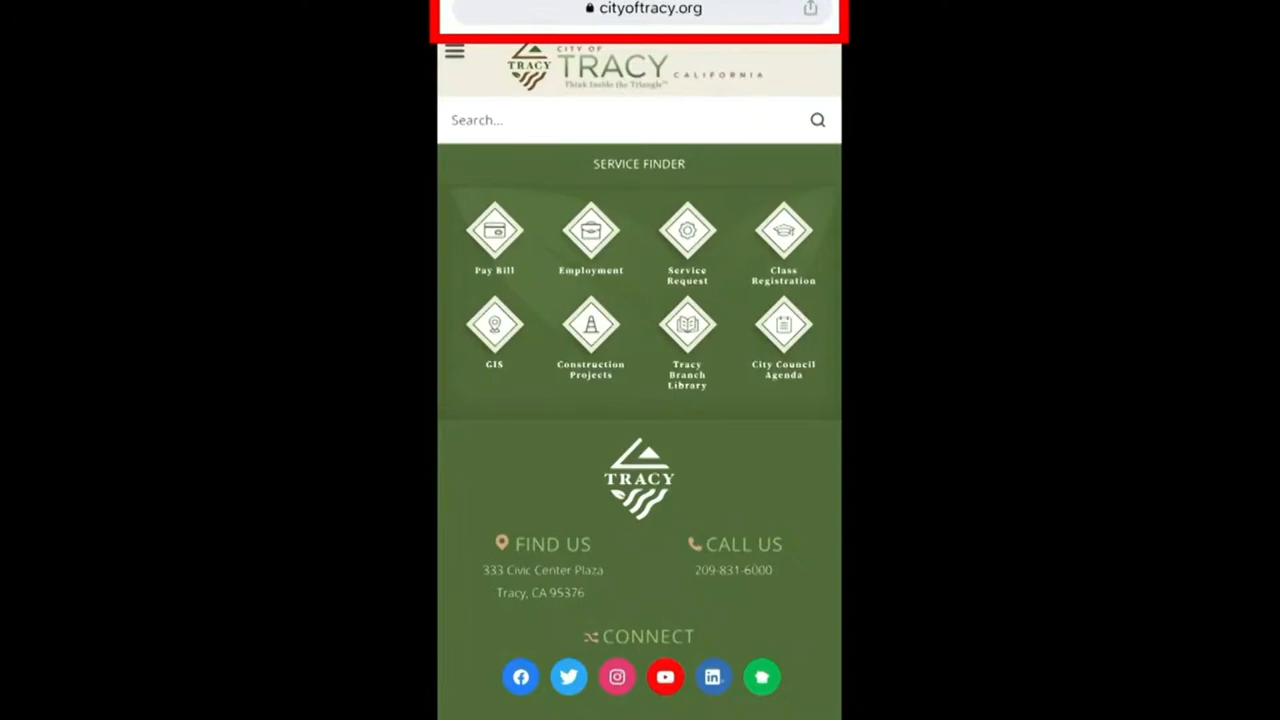 cityoftracy.org
CITY OF
TRACY
TRACY CALIFORNIA
Think Inside the Triangle™
Search...
SERVICE FINDER
Pay Bill Employment Service Request Class Registration
GIS Construction Projects Tracy Branch Library City Council Agenda
TRACY
FIND US CALL US
333 Civic Center Plaza 209-831-6000
Tracy, CA 95376
CONNECT